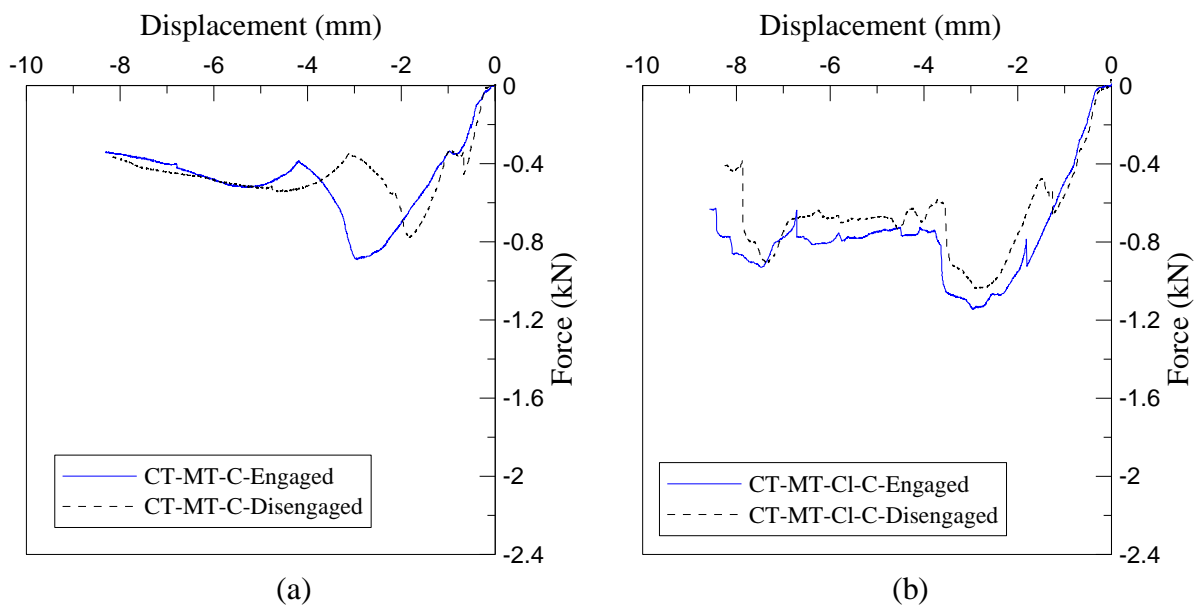 Displacement (mm)
-10 -8 -6 -4 -2 0
0
-0.4
-0.8
-1.2
-1.6
-2
-2.4
Force (kN)
CT-MT-C-Engaged
CT-MT-C-Disengaged
(a)
Displacement (mm)
-10 -8 -6 -4 -2 0
0
-0.4
-0.8
-1.2
-1.6
-2
-2.4
Force (kN)
CT-MT-Cl-C-Engaged
CT-MT-Cl-C-Disengaged
(b)